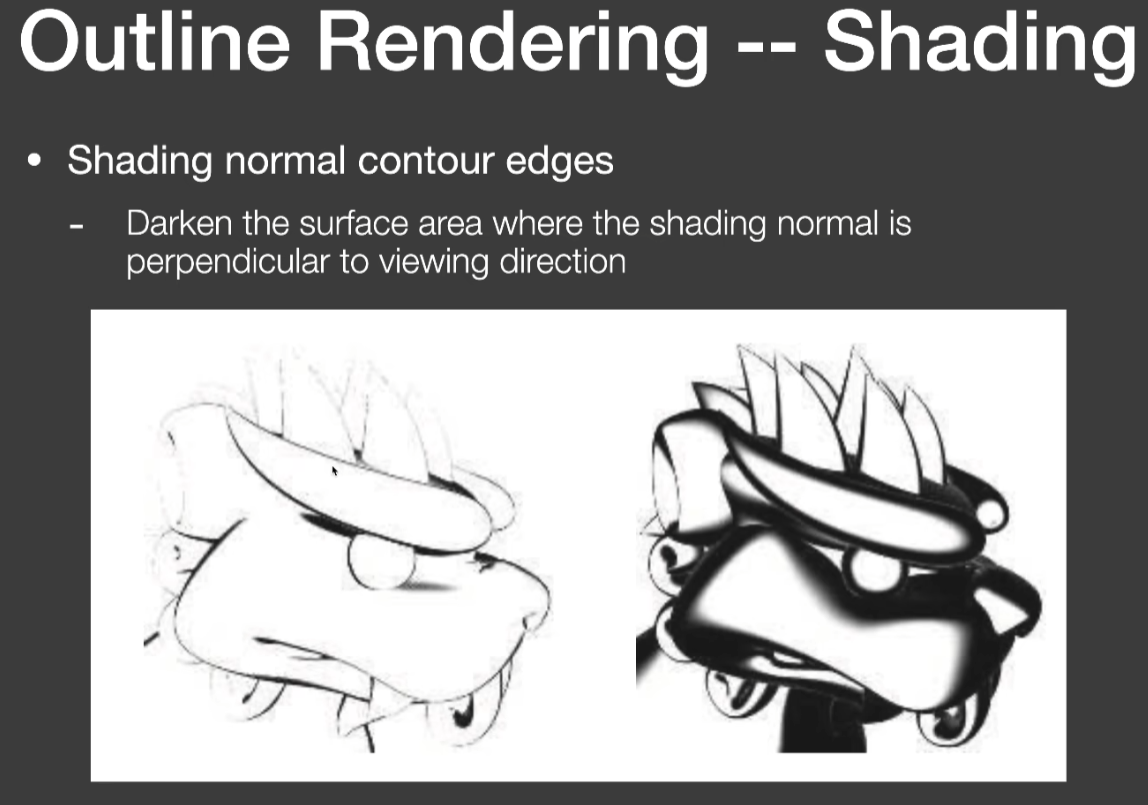 Outline Rendering -- Shading
• Shading normal contour edges
- Darken the surface area where the shading normal is
perpendicular to viewing direction